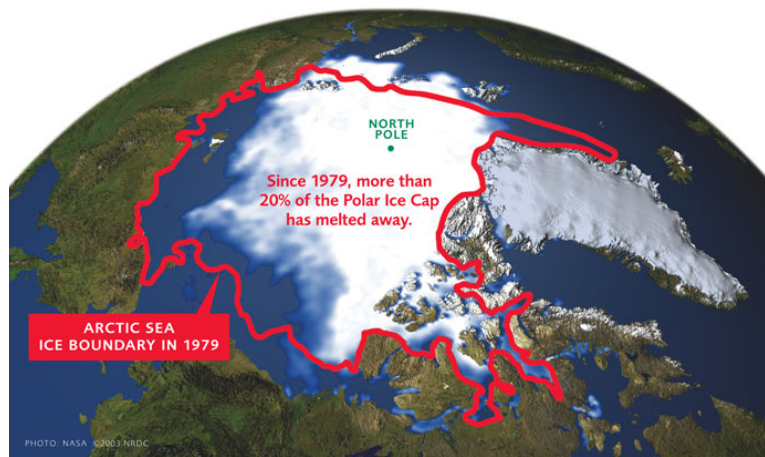 NORTH
POLE
Since 1979, more than
20% of the Polar Ice Cap
has melted away.
ARCTIC SEA
ICE BOUNDARY IN 1979
PHOTO: NASA ©2003 NRDC